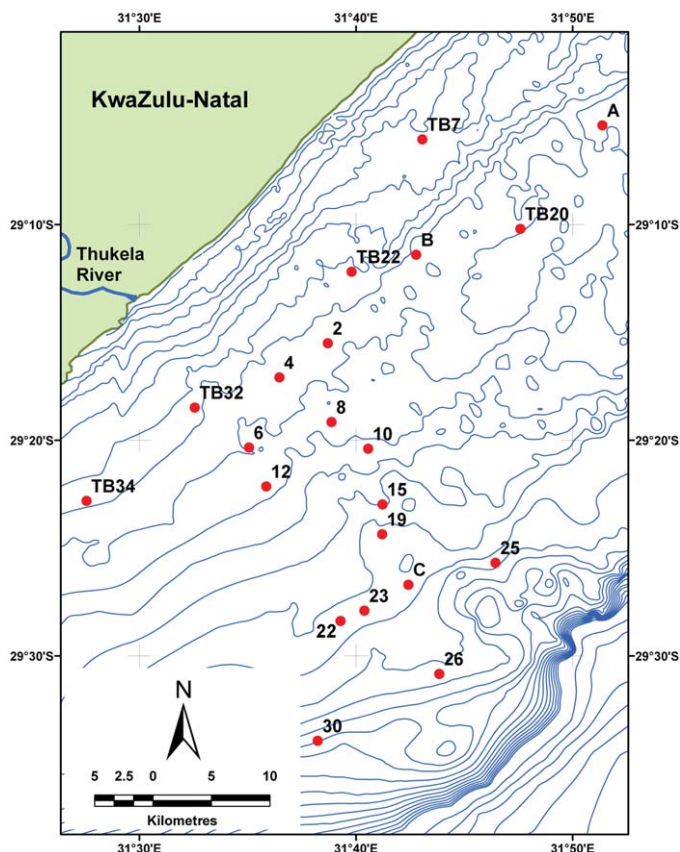 31°30'E 31°40'E 31°50'E
KwaZulu-Natal
A
TB7
29°10'S TB20 29°10'S
B
Thukela
River
TB22
2
4
TB32
8
6 10
29°20'S 29°20'S
12
TB34
15
19
25
C
23
22
29°30'S 29°30'S
26
N
30
5 2.5 0 5 10
Kilometres
31°30'E 31°40'E 31°50'E